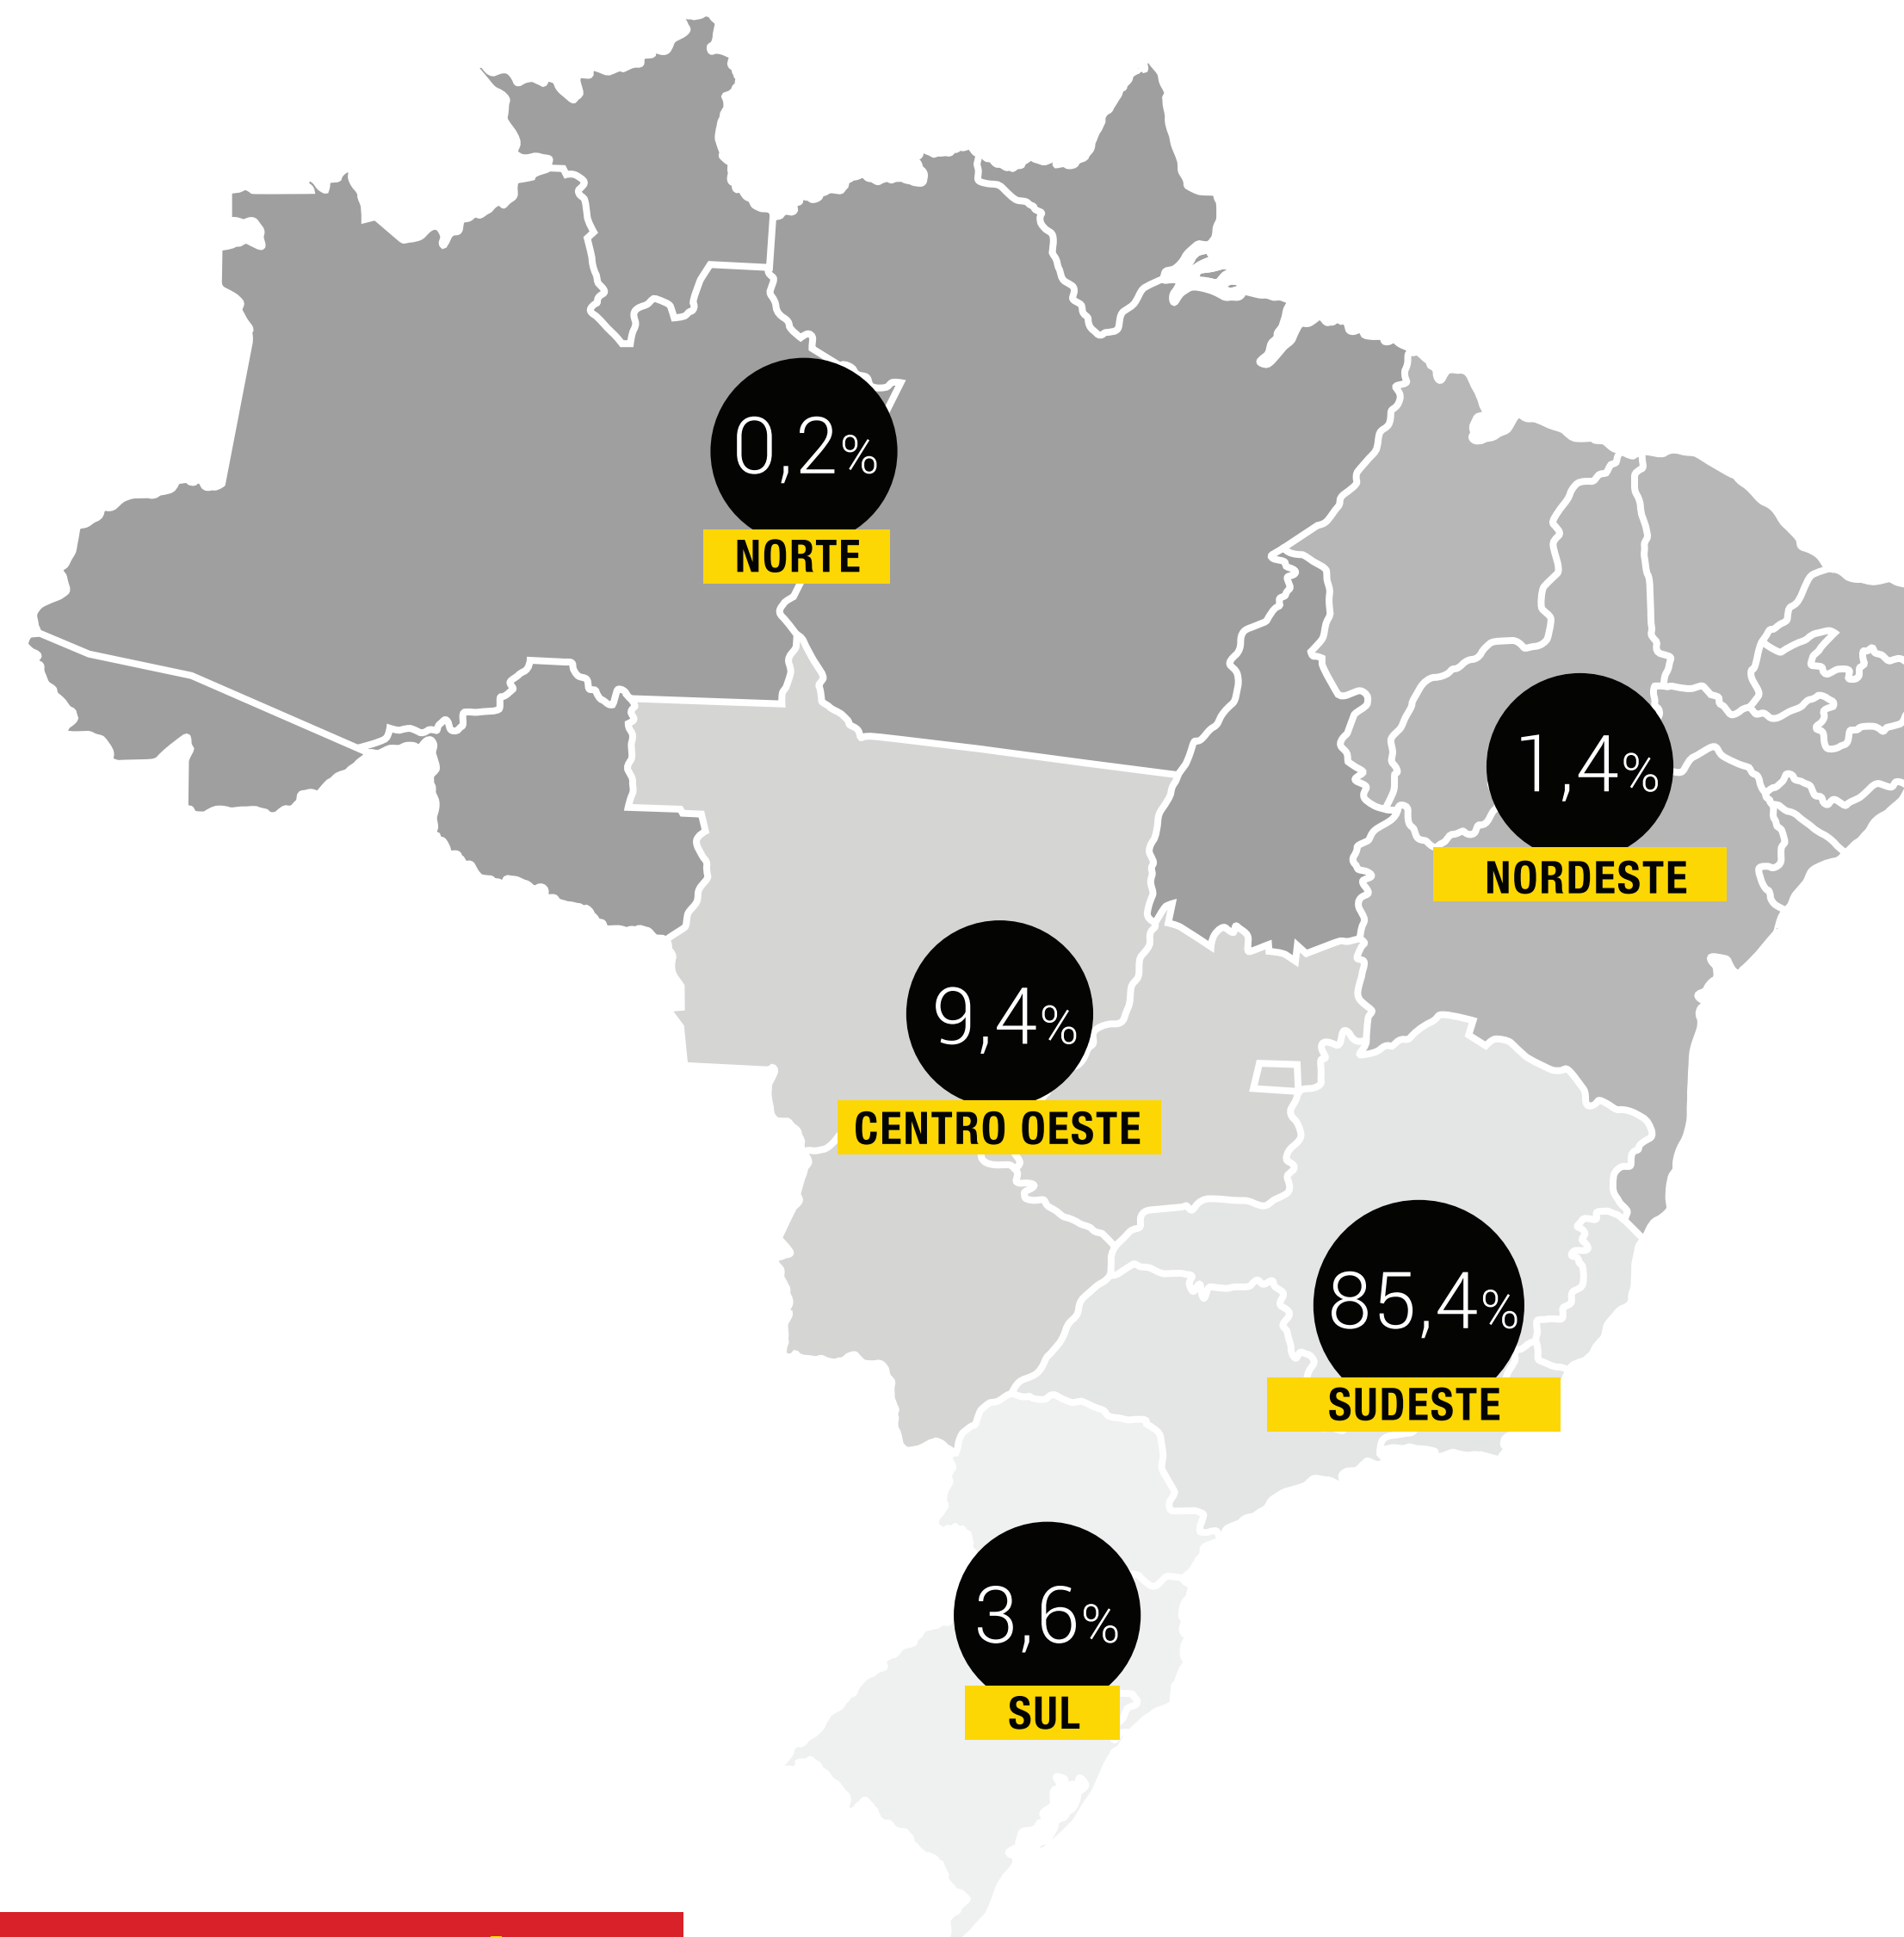 0,2%
NORTE
1,4%
NORDESTE
9,4%
CENTRO OESTE
85,4%
SUDESTE
3,6%
SUL